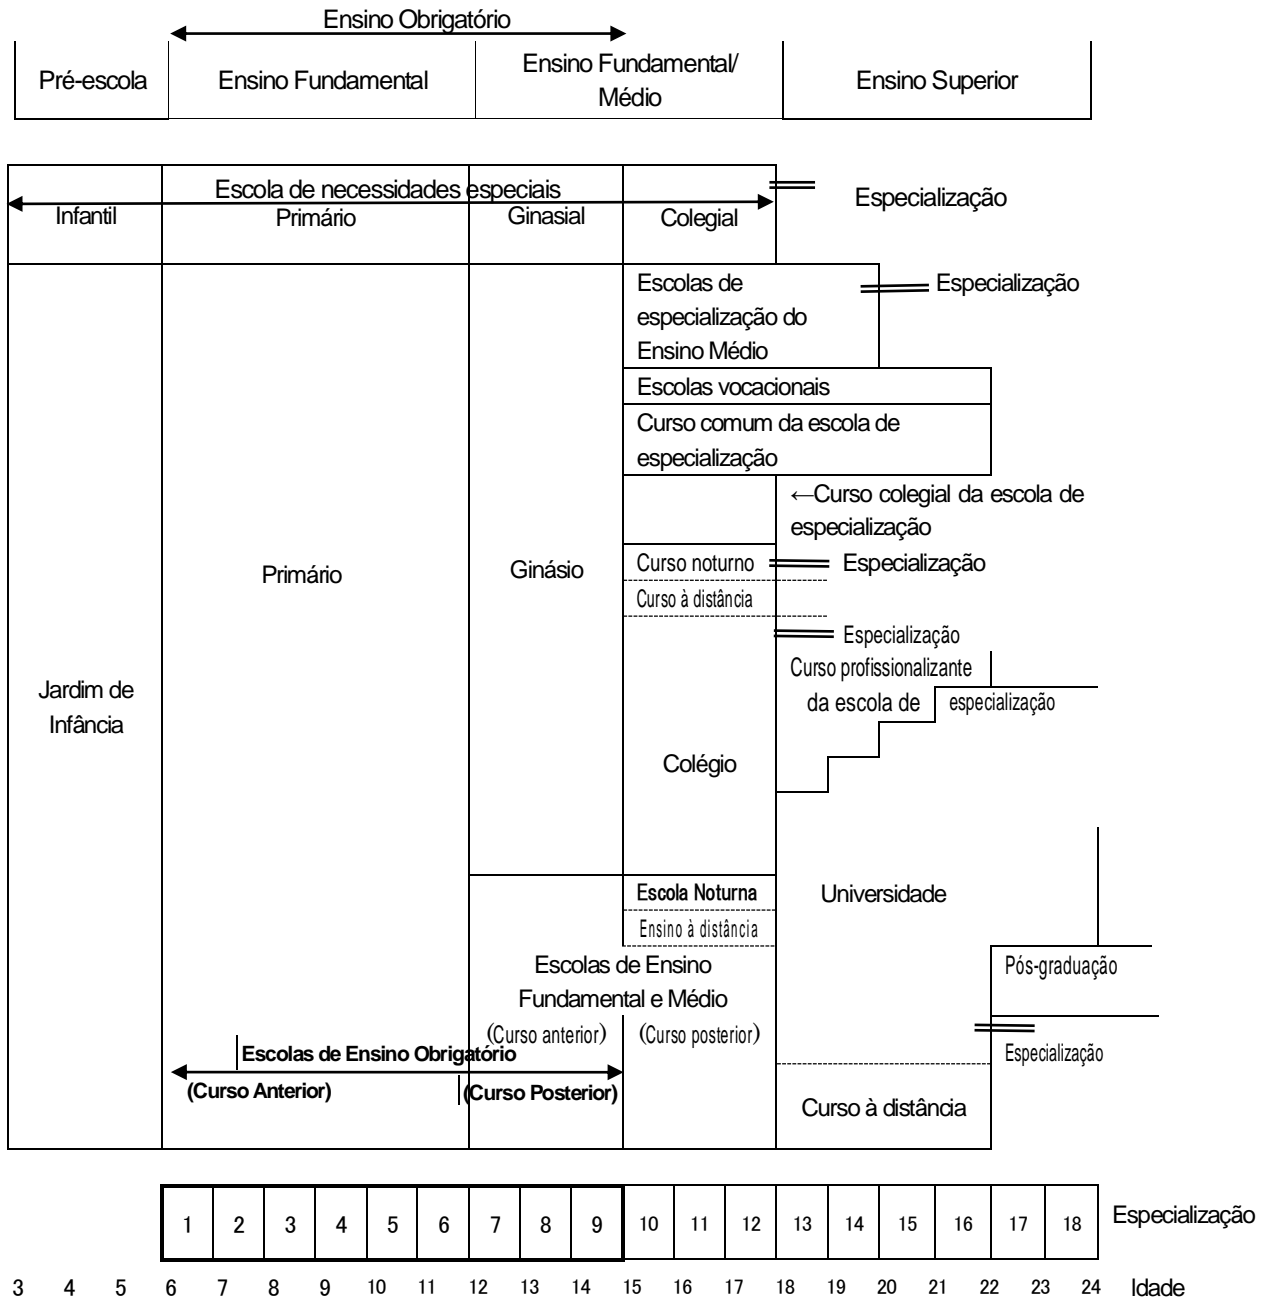 Ensino Obrigatório
Pré-escola
Ensino Fundamental
Ensino Fundamental/
Médio
Ensino Superior
Escola de necessidades especiais
Infantil
Primário
Ginasial
Colegial
Especialização
Escolas de
especialização do
Ensino Médio
Especialização
Escolas vocacionais
Curso comum da escola de
especialização
←Curso colegial da escola de
especialização
Primário
Ginásio
Curso noturno
Especialização
Curso à distância
Especialização
Jardim de
Infância
Curso profissionalizante
da escola de especialização
Colégio
Escola Noturna
Ensino à distância
Universidade
Escolas de Ensino
Fundamental e Médio
(Curso anterior) (Curso posterior)
Pós-graduação
Especialização
Escolas de Ensino Obrigatório
(Curso Anterior) (Curso Posterior)
Curso à distância
1 2 3 4 5 6 7 8 9 10 11 12 13 14 15 16 17 18 Especialização
3 4 5 6 7 8 9 10 11 12 13 14 15 16 17 18 19 20 21 22 23 24 Idade